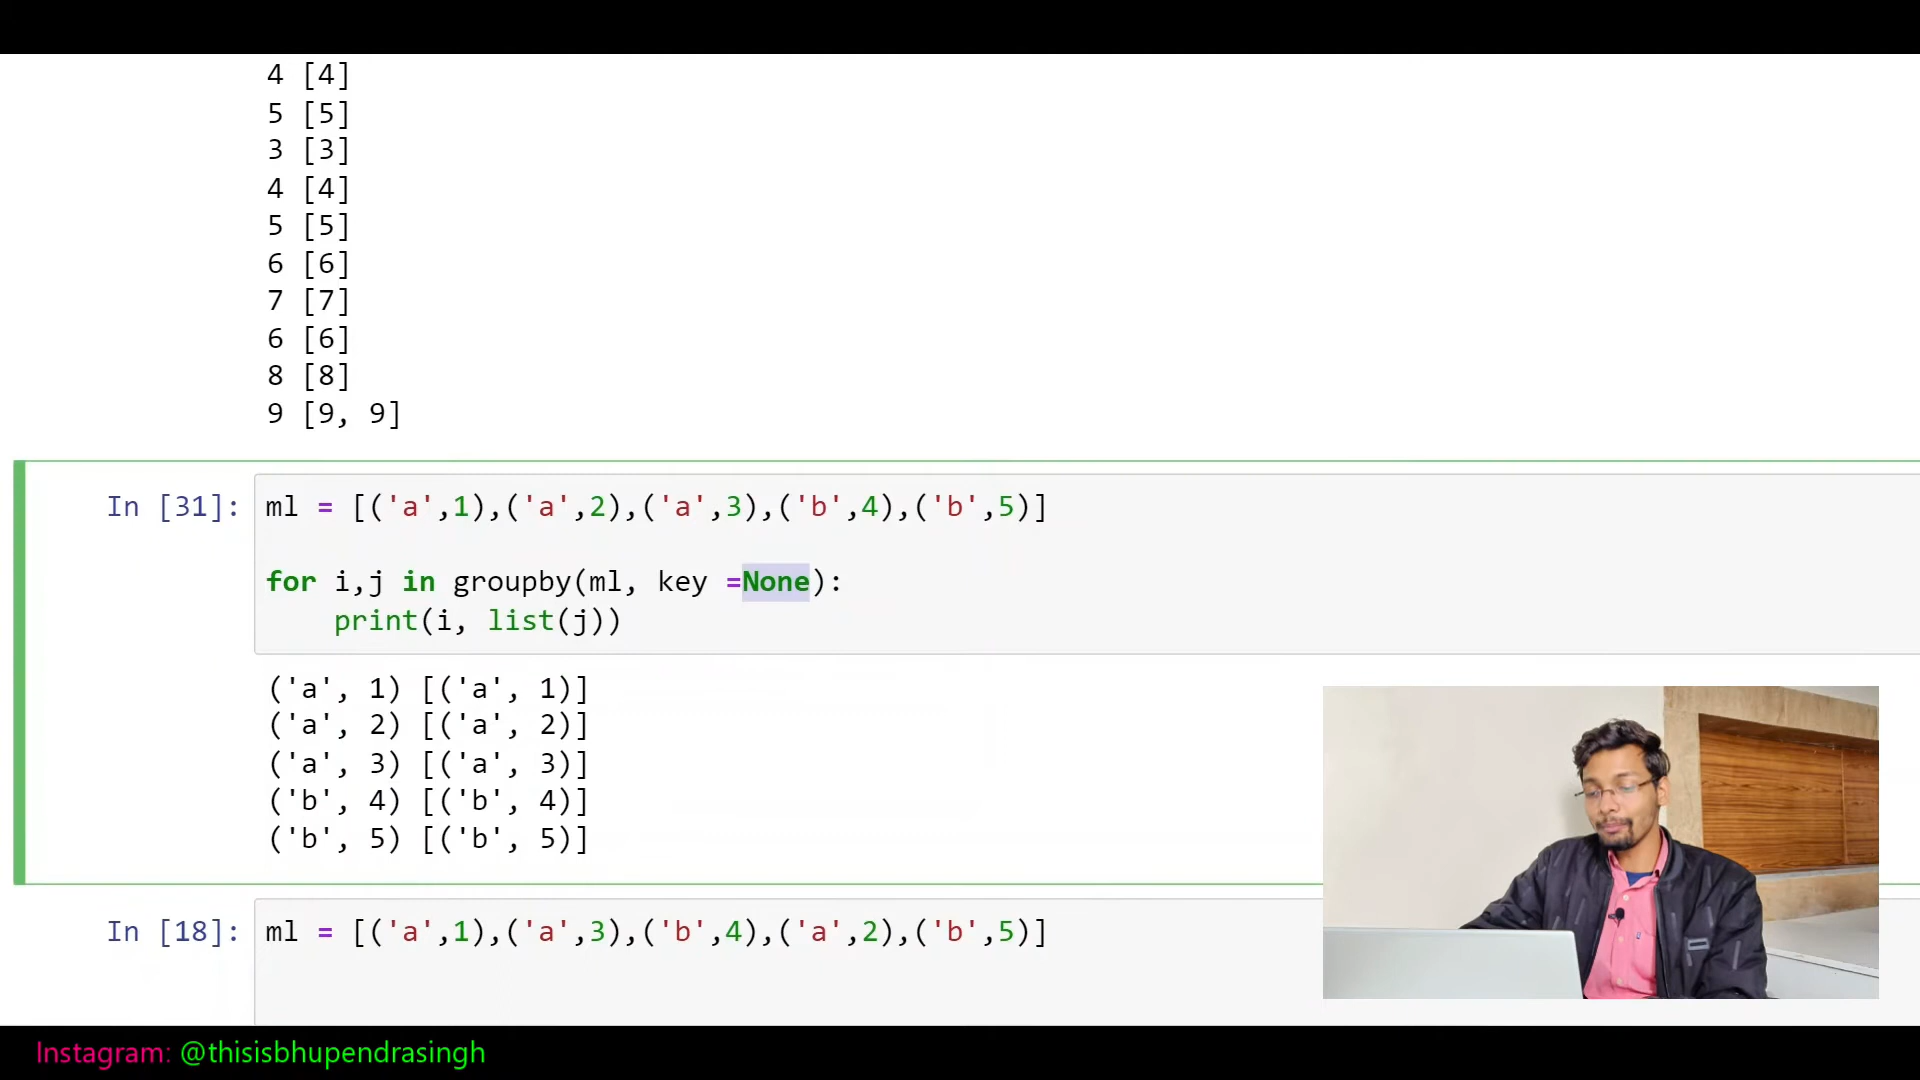 4 [4]
5 [5]
3 [3]
4 [4]
5 [5]
6 [6]
7 [7]
6 [6]
8 [8]
9 [9, 9]
In [31]: ml = [('a',1),('a',2),('a',3),('b',4),('b',5)]
for i,j in groupby(ml, key =None):
    print(i, list(j))
('a', 1) [('a', 1)]
('a', 2) [('a', 2)]
('a', 3) [('a', 3)]
('b', 4) [('b', 4)]
('b', 5) [('b', 5)]
In [18]: ml = [('a',1),('a',3),('b',4),('a',2),('b',5)]
Instagram: @thisisbhupendrasingh